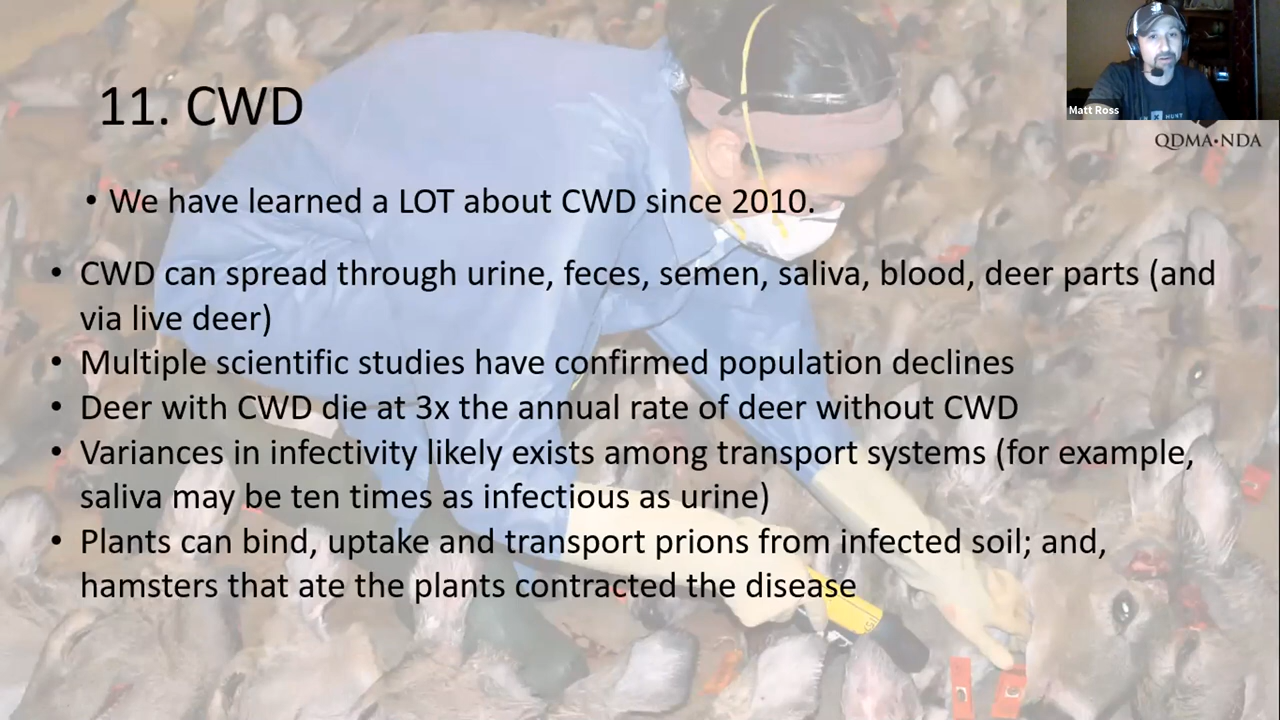 11. CWD
Matt Ross
QDMA•NDA
• We have learned a LOT about CWD since 2010.
• CWD can spread through urine, feces, semen, saliva, blood, deer parts (and
via live deer)
• Multiple scientific studies have confirmed population declines
• Deer with CWD die at 3x the annual rate of deer without CWD
• Variances in infectivity likely exists among transport systems (for example,
saliva may be ten times as infectious as urine)
• Plants can bind, uptake and transport prions from infected soil; and,
hamsters that ate the plants contracted the disease